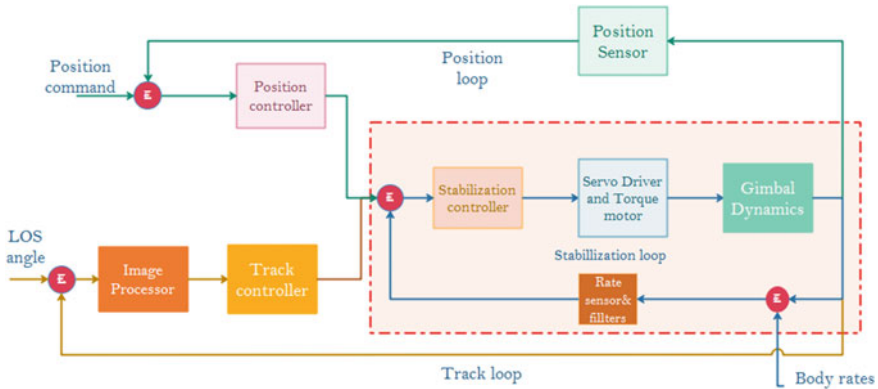 Position
Sensor
Position
loop
Position
command
E
Position
controller
E
Stabilization
controller
Servo Driver
and Torque
motor
Gimbal
Dynamics
LOS
angle
E
Image
Processor
Track
controller
Stabillization loop
Rate
sensor&
fillters
E
Track loop
Body rates